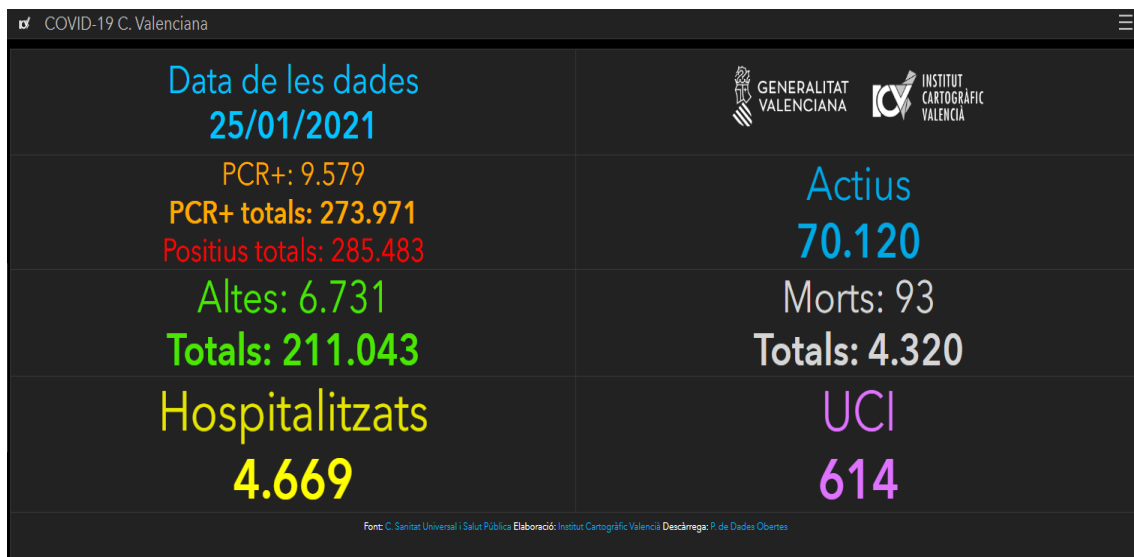 COVID-19 C. Valenciana
Data de les dades
25/01/2021
GENERALITAT
VALENCIANA
ICV
INSTITUT
CARTOGRÀFIC
VALENCIÀ
PCR+: 9.579
PCR+ totals: 273.971
Positius totals: 285.483
Actius
70.120
Altes: 6.731
Totals: 211.043
Morts: 93
Totals: 4.320
Hospitalitzats
4.669
UCI
614
Font: C. Sanitat Universal i Salut Pública Elaboració: Institut Cartogràfic Valencià Descàrrega: P. de Dades Obertes